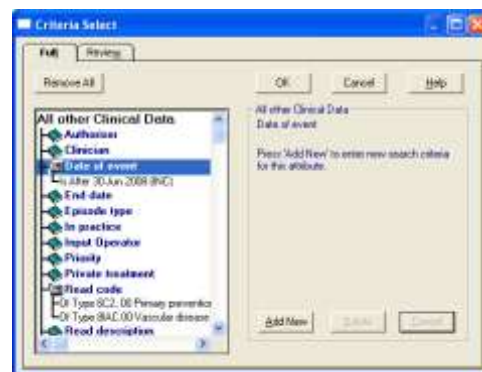 Criteria Select
Full
Review
Remove All
OK
Cancel
Help
All other Clinical Data
Authoriser
Clinician
Date of event
Is After 30-Jun-2008 (INC)
End date
Episode type
In practice
Input Operator
Priority
Private treatment
Read code
Of Type 8C2..00 Primary preventior
Of Type 8IAC.00 Vascular disease
Read description
All other Clinical Data
Date of event
Press 'Add New' to enter new search criteria
for this attribute.
Add New
Delete
Cancel